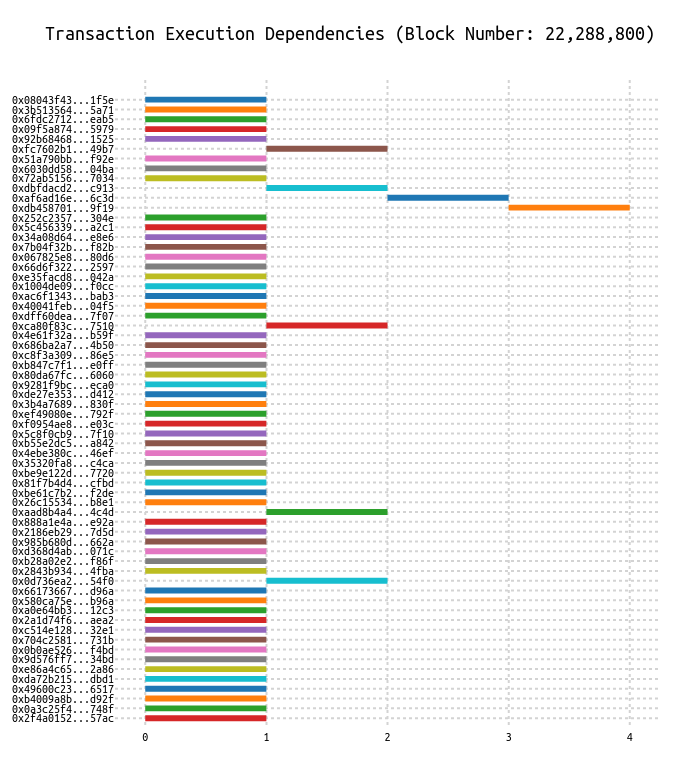 Transaction Execution Dependencies (Block Number: 22,288,800)
0x08043f43...1f5e
0x3b513564...5a71
0x6fdc2712...eab5
0x09f5a874...5979
0x92b68468...1525
0xfc7602b1...49b7
0x51a790bb...f92e
0x6030dd58...04ba
0x72ab5156...7034
0xdbfdacd2...c913
0xaf6ad16e...6c3d
0xdb458701...9f19
0x252c2357...304e
0x5c456339...a2c1
0x34a08d64...e8e6
0x7b04f32b...f82b
0x067825e8...80d6
0x66d6f322...2597
0xe35facd8...042a
0x1004de09...f0cc
0xac6f1343...bab3
0x40041feb...04f5
0xdff60dea...7f07
0xca80f83c...7510
0x4e61f32a...b59f
0x686ba2a7...4b50
0xc8f3a309...86e5
0xb847c7f1...e0ff
0x80da67fc...6060
0x9281f9bc...eca0
0xde27e353...d412
0x3b4a7689...830f
0xef49080e...792f
0xf0954ae8...e03c
0x5c8f0cb9...7f10
0xb55e2dc5...a842
0x4ebe380c...46ef
0x35320fa8...c4ca
0xbe9e122d...7720
0x81f7b4d4...cfbd
0xbe61c7b2...f2de
0x26c15534...b8e1
0xaad8b4a4...4c4d
0x888a1e4a...e92a
0x2186eb29...7d5d
0x985b680d...662a
0xd368d4ab...071c
0xb28a02e2...f86f
0x2843b934...4fba
0x0d736ea2...54f0
0x66173667...d96a
0x580ca75e...b96a
0xa0e64bb3...12c3
0x2a1d74f6...aea2
0xc514e128...32e1
0x704c2581...731b
0x0b0ae526...f4bd
0x9d576ff7...34bd
0xe86a4c65...2a86
0xda72b215...dbd1
0x49600c23...6517
0xb4009a8b...d92f
0x0a3c25f4...748f
0x2f4a0152...57ac
0 1 2 3 4